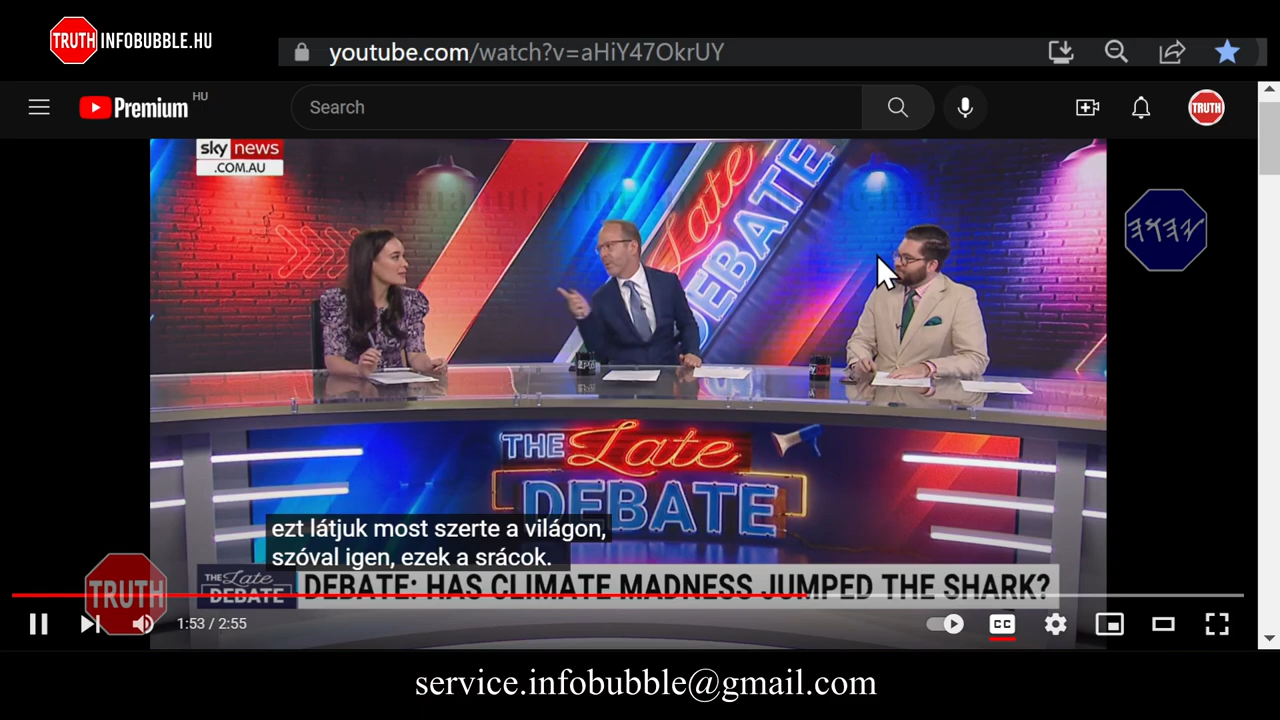 TRUTH INFOBUBBLE.HU
youtube.com/watch?v=aHiY47OkrUY
Premium HU
Search
TRUTH
sky news
.COM.AU
Late
DEBATE
𐤉𐤄𐤅𐤄
THE Late
DEBATE
ezt látjuk most szerte a világon,
szóval igen, ezek a srácok.
TRUTH
THE Late
DEBATE
DEBATE: HAS CLIMATE MADNESS JUMPED THE SHARK?
1:53 / 2:55
CC
service.infobubble@gmail.com